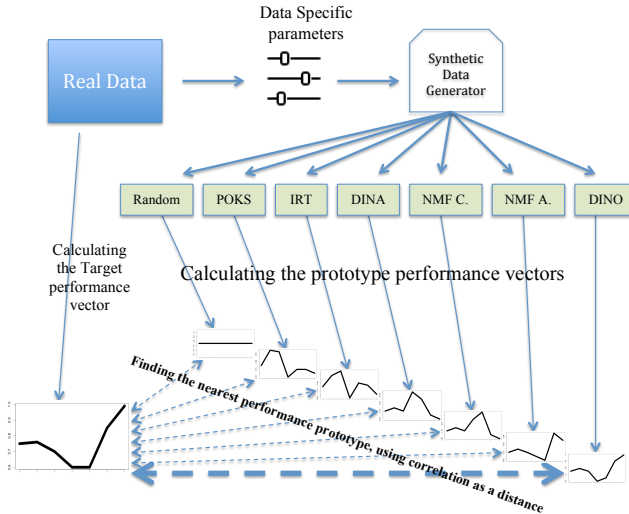 Data Specific
parameters
Real Data
Synthetic
Data
Generator
Random
POKS
IRT
DINA
NMF C.
NMF A.
DINO
Calculating
the Target
performance
vector
Calculating the prototype performance vectors
Finding the nearest performance prototype, using correlation as a distance